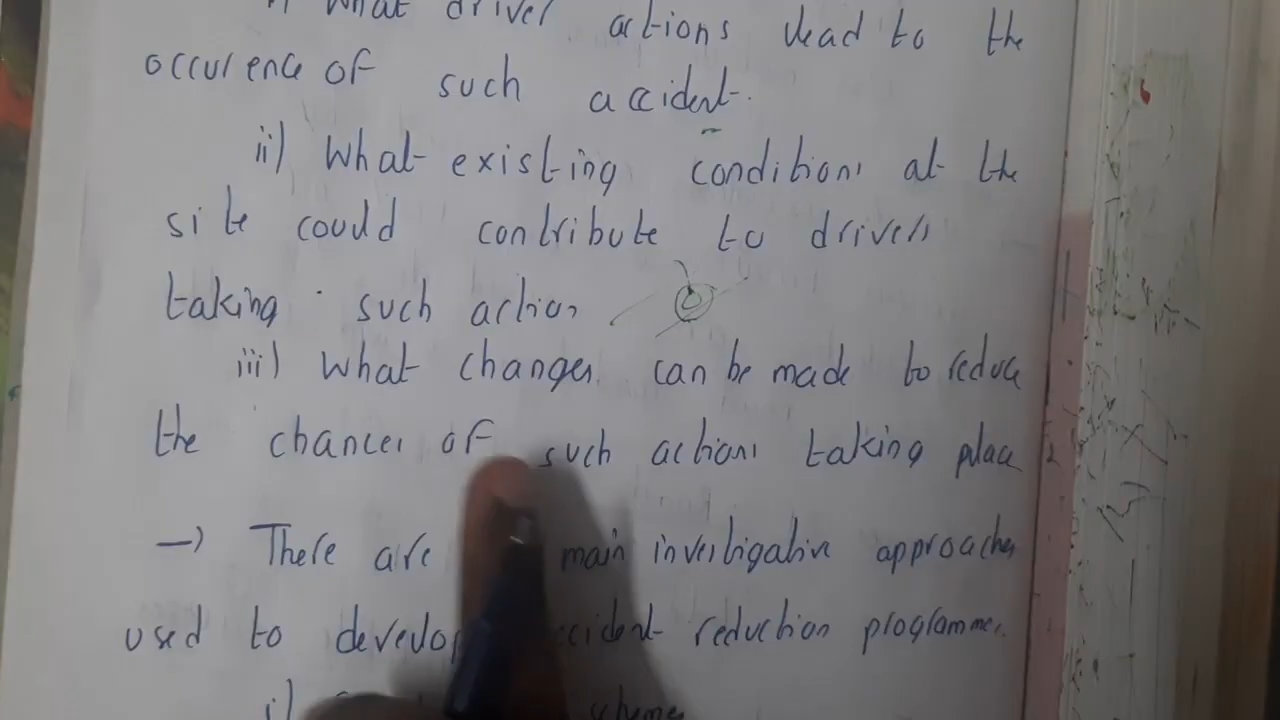 i) What driver actions lead to the
occurence of such accident.
ii) What existing conditions at the
site could contribute to drivers
taking such action
iii) What changes can be made to reduce
the chances of such actions taking place
→ There are main investigative approaches
used to develop accident reduction programmes.
i) scheme